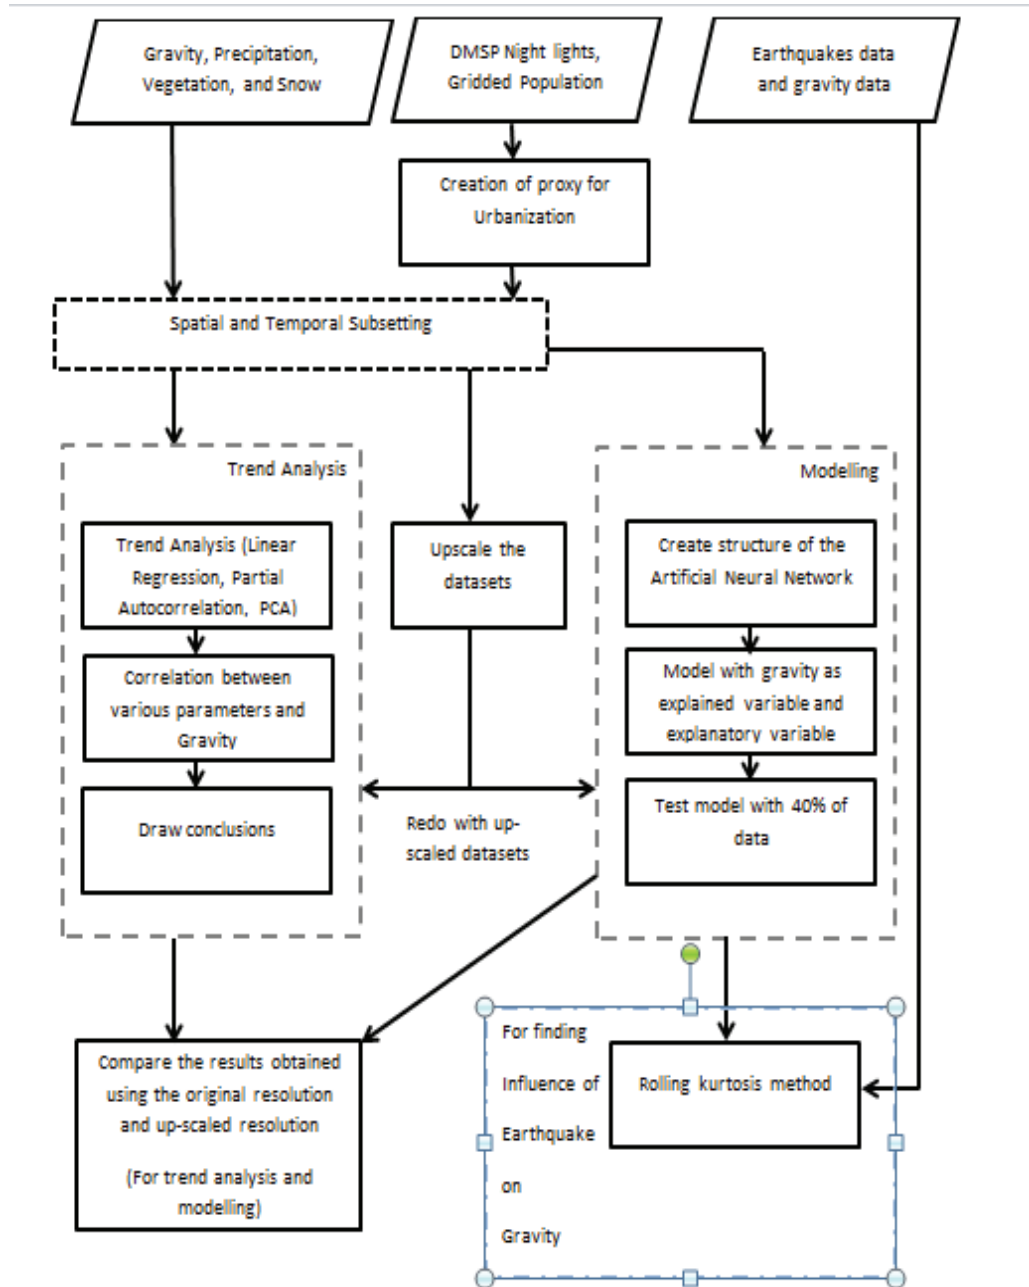 Gravity, Precipitation,
Vegetation, and Snow
DMSP Night lights,
Gridded Population
Earthquakes data
and gravity data
Creation of proxy for
Urbanization
Spatial and Temporal Subsetting
Trend Analysis
Trend Analysis (Linear
Regression, Partial
Autocorrelation, PCA)
Correlation between
various parameters and
Gravity
Draw conclusions
Upscale the
datasets
Redo with up-
scaled datasets
Modelling
Create structure of the
Artificial Neural Network
Model with gravity as
explained variable and
explanatory variable
Test model with 40% of
data
Compare the results obtained
using the original resolution
and up-scaled resolution
(For trend analysis and
modelling)
For finding
Influence of
Earthquake
on
Gravity
Rolling kurtosis method